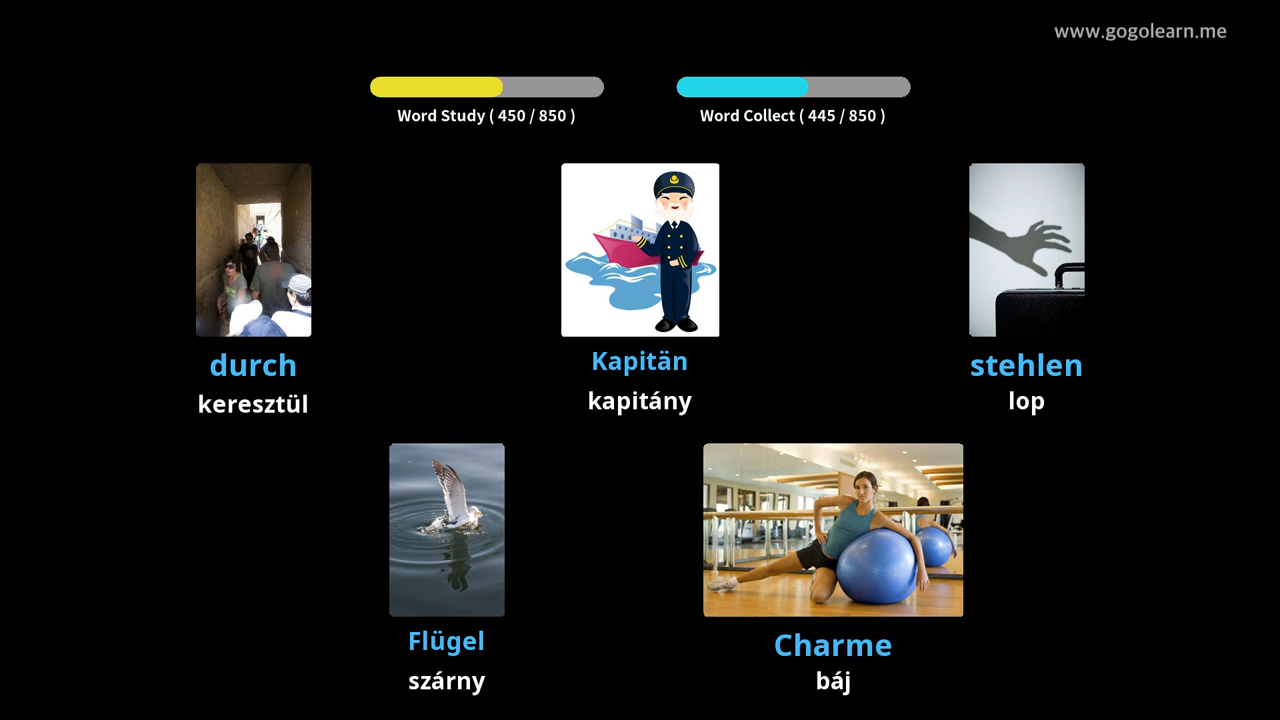 www.gogolearn.me
Word Study ( 450 / 850 )
Word Collect ( 445 / 850 )
durch
keresztül
Kapitän
kapitány
stehlen
lop
Flügel
szárny
Charme
báj